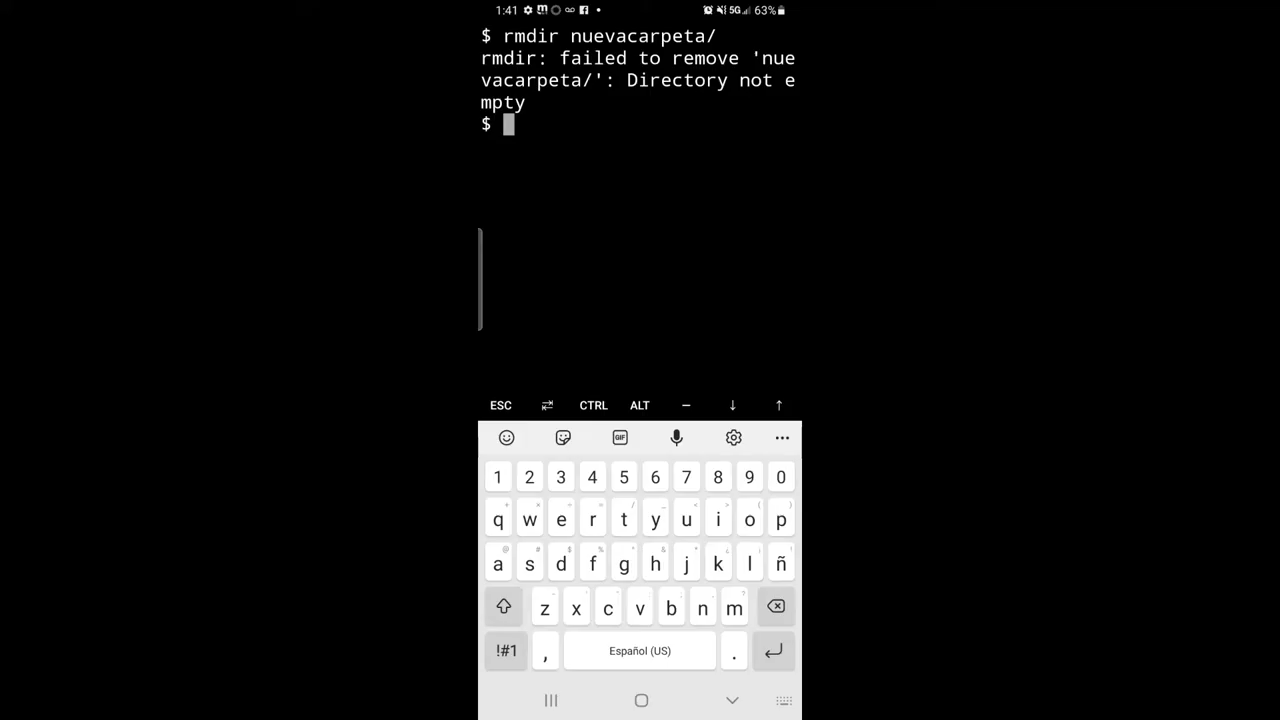 1:41 5G 63%
$ rmdir nuevacarpeta/
rmdir: failed to remove 'nue
vacarpeta/': Directory not e
mpty
$
ESC CTRL ALT — ↓ ↑
GIF
1 2 3 4 5 6 7 8 9 0
q w e r t y u i o p
a s d f g h j k l ñ
z x c v b n m
!#1 , Español (US) .